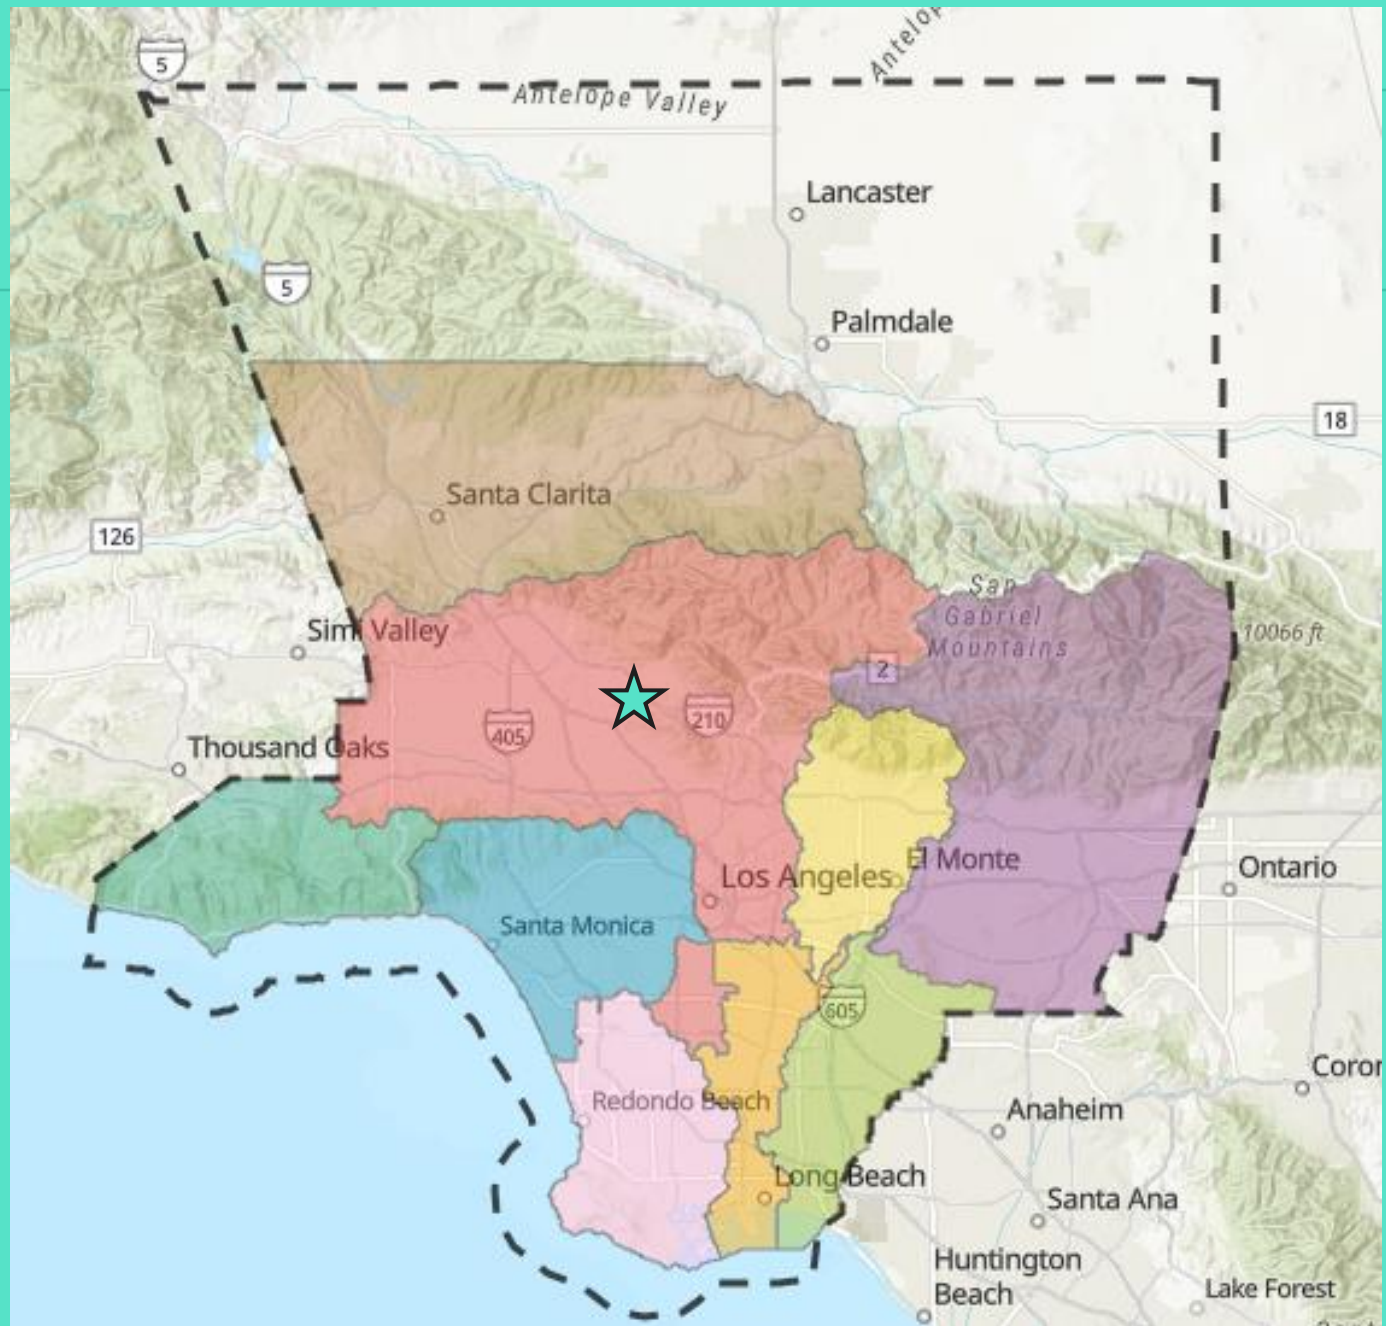 5
Antelop
Antelope Valley
Lancaster
5
Palmdale
18
Santa Clarita
126
San
Gabriel
Mountains
Simi Valley
10066 ft
2
210
405
Thousand Oaks
El Monte
Los Angeles
Ontario
Santa Monica
605
Coror
Redondo Beach
Anaheim
Long Beach
Santa Ana
Huntington
Beach
Lake Forest